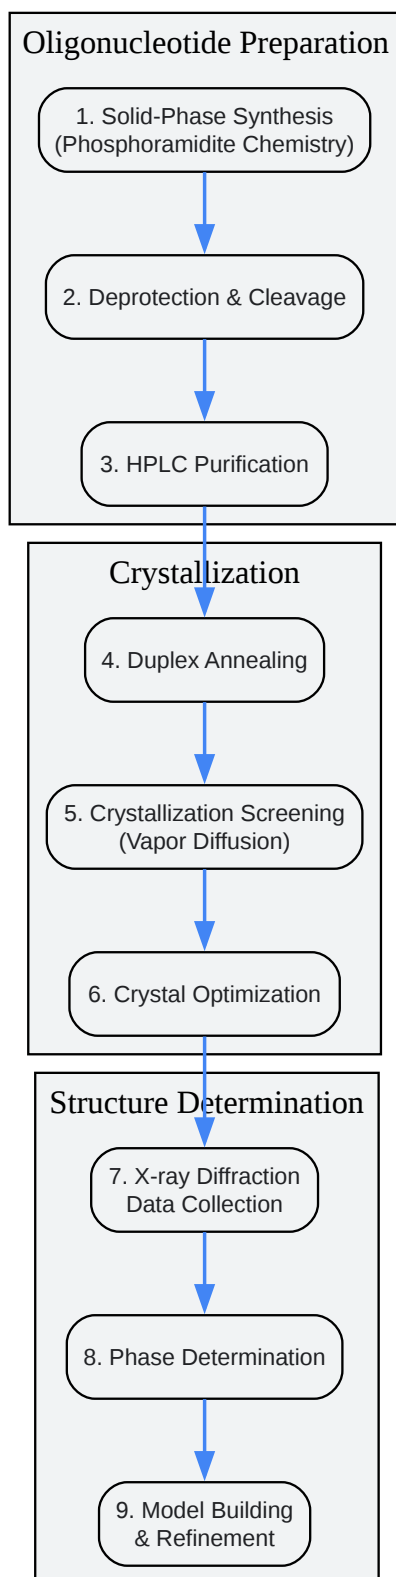 Oligonucleotide Preparation
1. Solid-Phase Synthesis
(Phosphoramidite Chemistry)
2. Deprotection & Cleavage
3. HPLC Purification
Crystallization
4. Duplex Annealing
5. Crystallization Screening
(Vapor Diffusion)
6. Crystal Optimization
Structure Determination
7. X-ray Diffraction
Data Collection
8. Phase Determination
9. Model Building
& Refinement